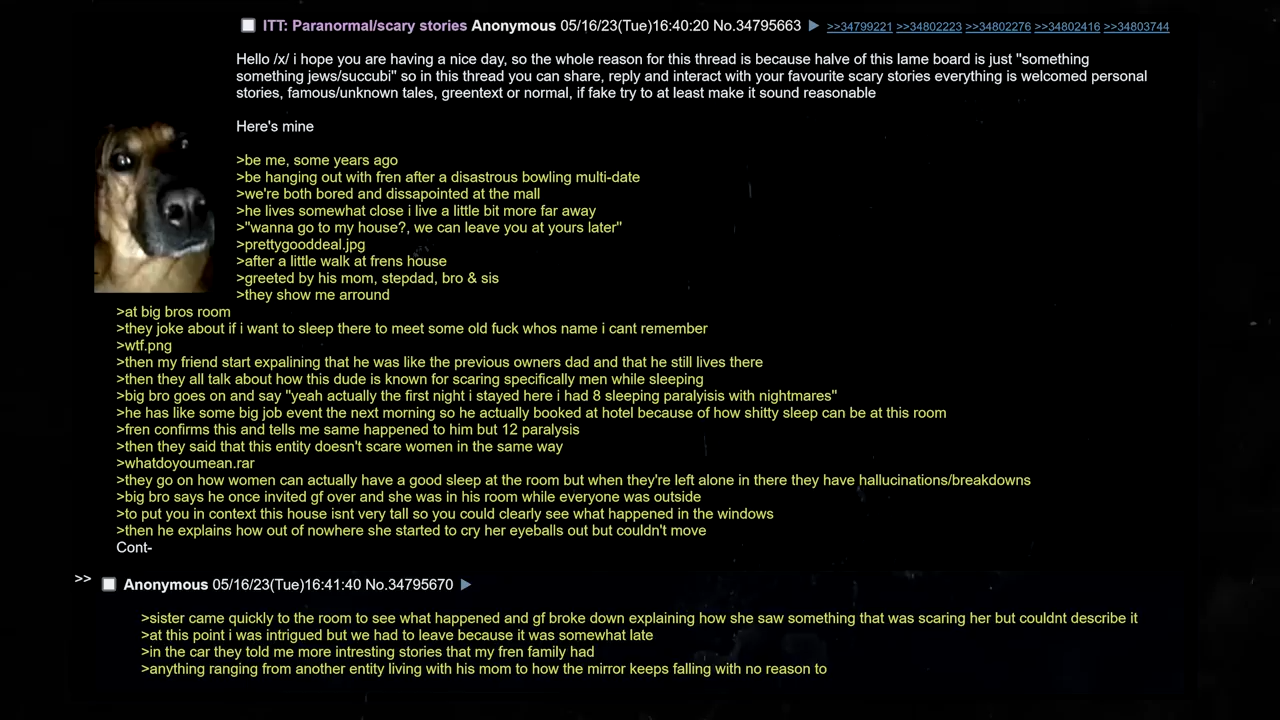 ITT: Paranormal/scary stories Anonymous 05/16/23(Tue)16:40:20 No.34795663 ▶ >>34799221 >>34802223 >>34802276 >>34802416 >>34803744
Hello /x/ i hope you are having a nice day, so the whole reason for this thread is because halve of this lame board is just "something
something jews/succubi" so in this thread you can share, reply and interact with your favourite scary stories everything is welcomed personal
stories, famous/unknown tales, greentext or normal, if fake try to at least make it sound reasonable
Here's mine
>be me, some years ago
>be hanging out with fren after a disastrous bowling multi-date
>we're both bored and dissapointed at the mall
>he lives somewhat close i live a little bit more far away
>"wanna go to my house?, we can leave you at yours later"
>prettygooddeal.jpg
>after a little walk at frens house
>greeted by his mom, stepdad, bro & sis
>they show me arround
>at big bros room
>they joke about if i want to sleep there to meet some old fuck whos name i cant remember
>wtf.png
>then my friend start expalining that he was like the previous owners dad and that he still lives there
>then they all talk about how this dude is known for scaring specifically men while sleeping
>big bro goes on and say "yeah actually the first night i stayed here i had 8 sleeping paralyisis with nightmares"
>he has like some big job event the next morning so he actually booked at hotel because of how shitty sleep can be at this room
>fren confirms this and tells me same happened to him but 12 paralysis
>then they said that this entity doesn't scare women in the same way
>whatdoyoumean.rar
>they go on how women can actually have a good sleep at the room but when they're left alone in there they have hallucinations/breakdowns
>big bro says he once invited gf over and she was in his room while everyone was outside
>to put you in context this house isnt very tall so you could clearly see what happened in the windows
>then he explains how out of nowhere she started to cry her eyeballs out but couldn't move
Cont-
>> Anonymous 05/16/23(Tue)16:41:40 No.34795670 ▶
>sister came quickly to the room to see what happened and gf broke down explaining how she saw something that was scaring her but couldnt describe it
>at this point i was intrigued but we had to leave because it was somewhat late
>in the car they told me more intresting stories that my fren family had
>anything ranging from another entity living with his mom to how the mirror keeps falling with no reason to